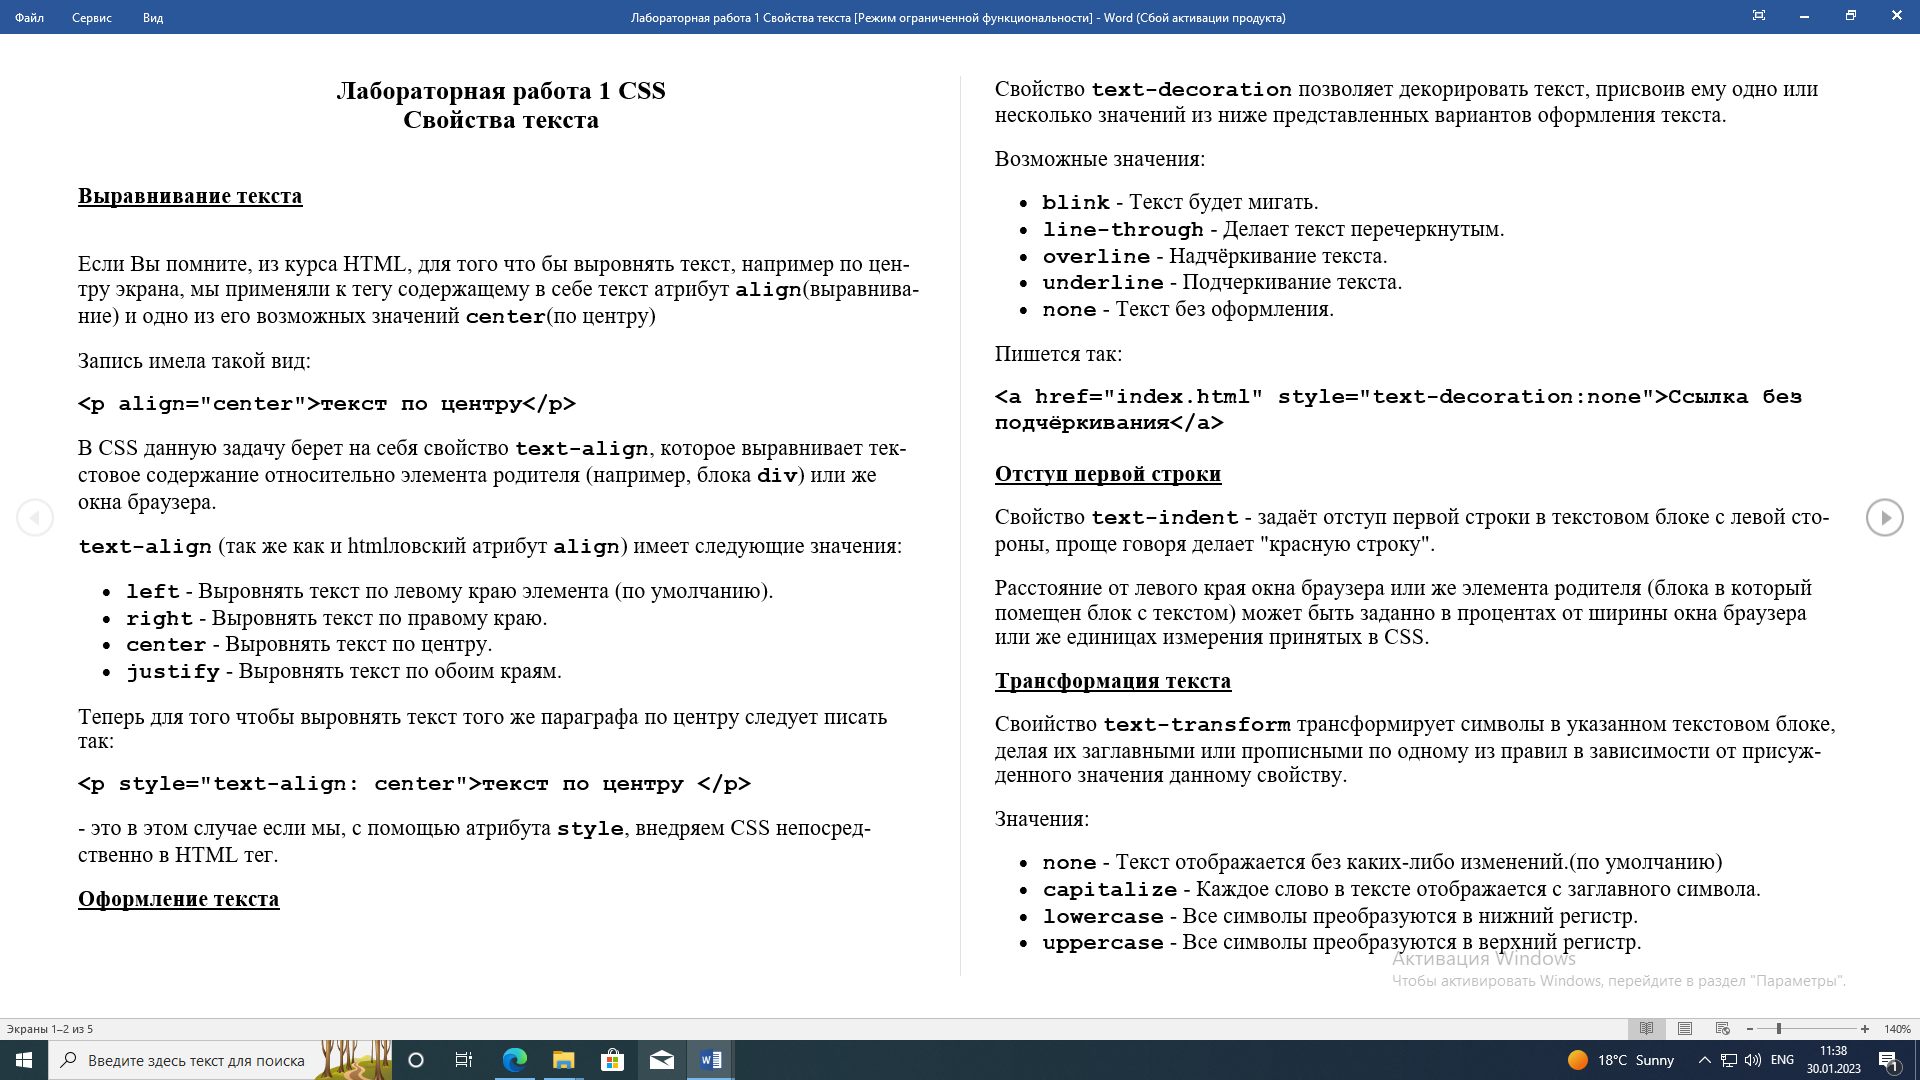 Файл Сервис Вид
Лабораторная работа 1 Свойства текста [Режим ограниченной функциональности] - Word (Сбой активации продукта)
Лабораторная работа 1 CSS
Свойства текста
Выравнивание текста
Если Вы помните, из курса HTML, для того что бы выровнять текст, например по цен-
тру экрана, мы применяли к тегу содержащему в себе текст атрибут align(выравнива-
ние) и одно из его возможных значений center(по центру)
Запись имела такой вид:
<p align="center">текст по центру</p>
В CSS данную задачу берет на себя свойство text-align, которое выравнивает тек-
стовое содержание относительно элемента родителя (например, блока div) или же
окна браузера.
text-align (так же как и htmlловский атрибут align) имеет следующие значения:
• left - Выровнять текст по левому краю элемента (по умолчанию).
• right - Выровнять текст по правому краю.
• center - Выровнять текст по центру.
• justify - Выровнять текст по обоим краям.
Теперь для того чтобы выровнять текст того же параграфа по центру следует писать
так:
<p style="text-align: center">текст по центру </p>
- это в этом случае если мы, с помощью атрибута style, внедряем CSS непосред-
ственно в HTML тег.
Оформление текста
Свойство text-decoration позволяет декорировать текст, присвоив ему одно или
несколько значений из ниже представленных вариантов оформления текста.
Возможные значения:
• blink - Текст будет мигать.
• line-through - Делает текст перечеркнутым.
• overline - Надчёркивание текста.
• underline - Подчеркивание текста.
• none - Текст без оформления.
Пишется так:
<a href="index.html" style="text-decoration:none">Ссылка без
подчёркивания</a>
Отступ первой строки
Свойство text-indent - задаёт отступ первой строки в текстовом блоке с левой сто-
роны, проще говоря делает "красную строку".
Расстояние от левого края окна браузера или же элемента родителя (блока в который
помещен блок с текстом) может быть заданно в процентах от ширины окна браузера
или же единицах измерения принятых в CSS.
Трансформация текста
Своийство text-transform трансформирует символы в указанном текстовом блоке,
делая их заглавными или прописными по одному из правил в зависимости от присуж-
денного значения данному свойству.
Значения:
• none - Текст отображается без каких-либо изменений.(по умолчанию)
• capitalize - Каждое слово в тексте отображается с заглавного символа.
• lowercase - Все символы преобразуются в нижний регистр.
• uppercase - Все символы преобразуются в верхний регистр.
Активация Windows
Чтобы активировать Windows, перейдите в раздел "Параметры".
Экраны 1–2 из 5
140%
Введите здесь текст для поиска
18°C Sunny
ENG
11:38
30.01.2023
1